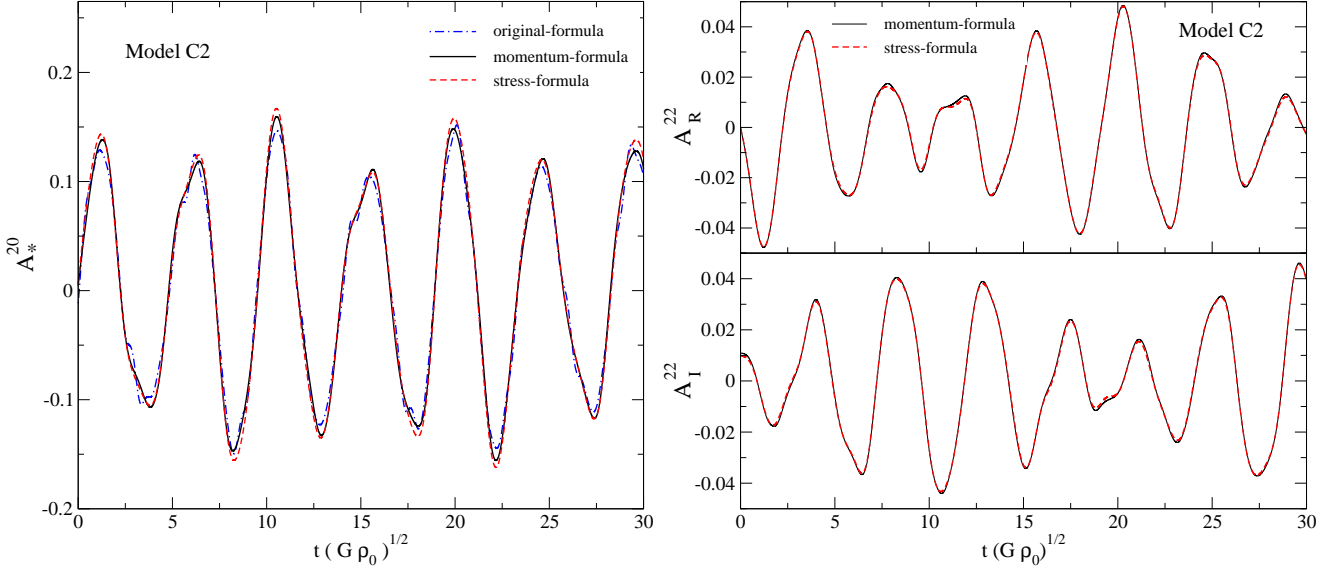 Model C2
original-formula
momentum-formula
stress-formula
0.2
0.1
0
-0.1
-0.2
A_*^{20}
0 5 10 15 20 25 30
t ( G ρ_0 )^{1/2}
momentum-formula
stress-formula
Model C2
0.04
0.02
0
-0.02
-0.04
A_R^{22}
0.04
0.02
0
-0.02
-0.04
A_I^{22}
0 5 10 15 20 25 30
t (G ρ_0)^{1/2}